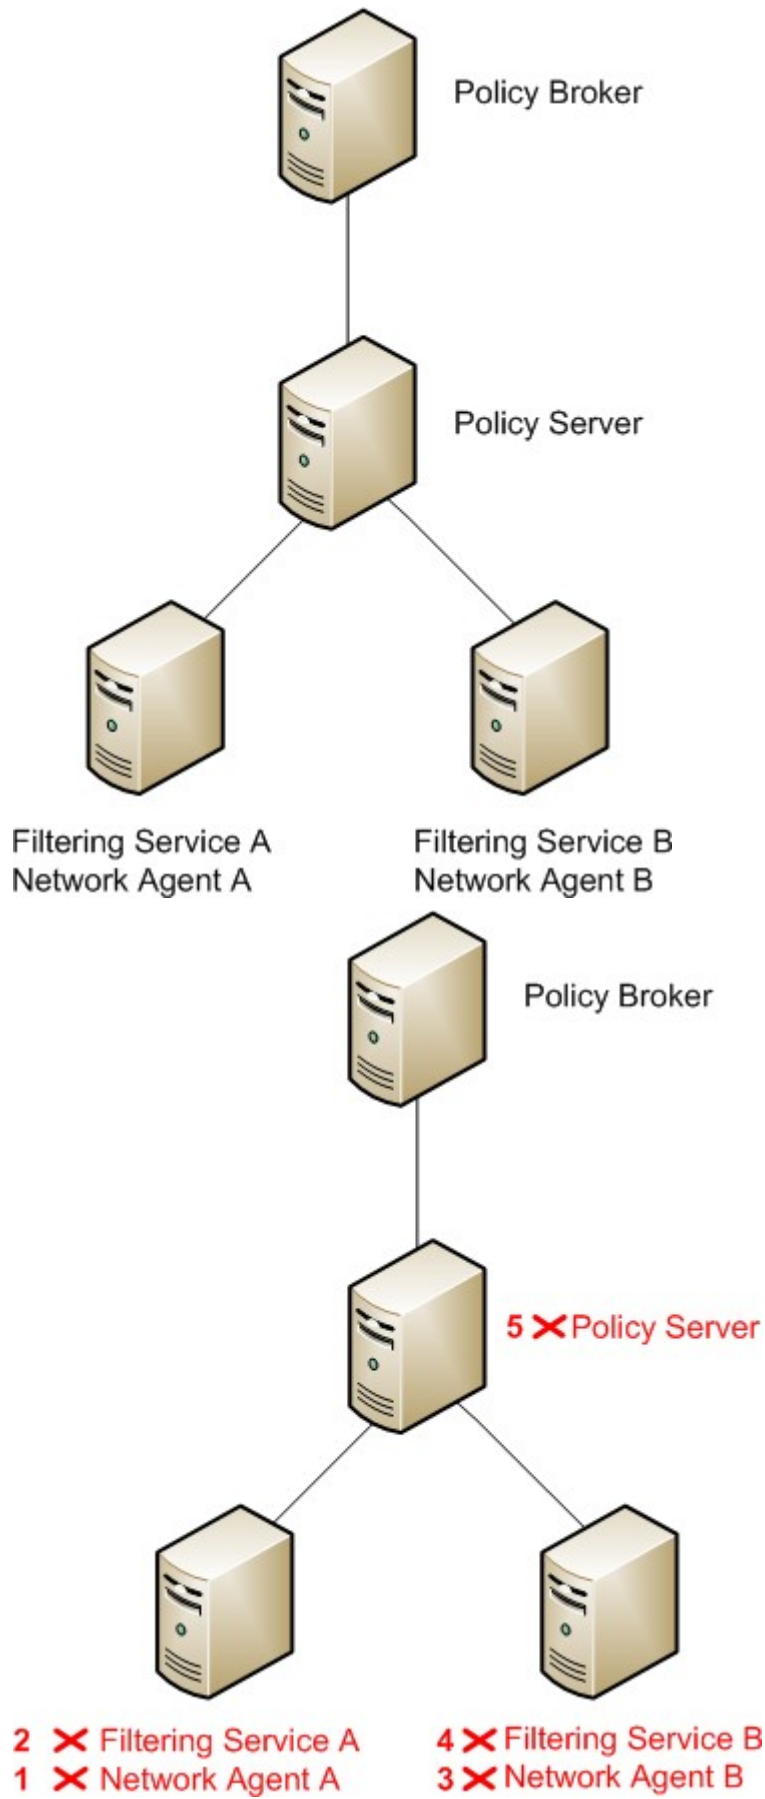 Policy Broker
Policy Server
Filtering Service A
Network Agent A
Filtering Service B
Network Agent B
Policy Broker
5 ✕ Policy Server
2 ✕ Filtering Service A
1 ✕ Network Agent A
4 ✕ Filtering Service B
3 ✕ Network Agent B